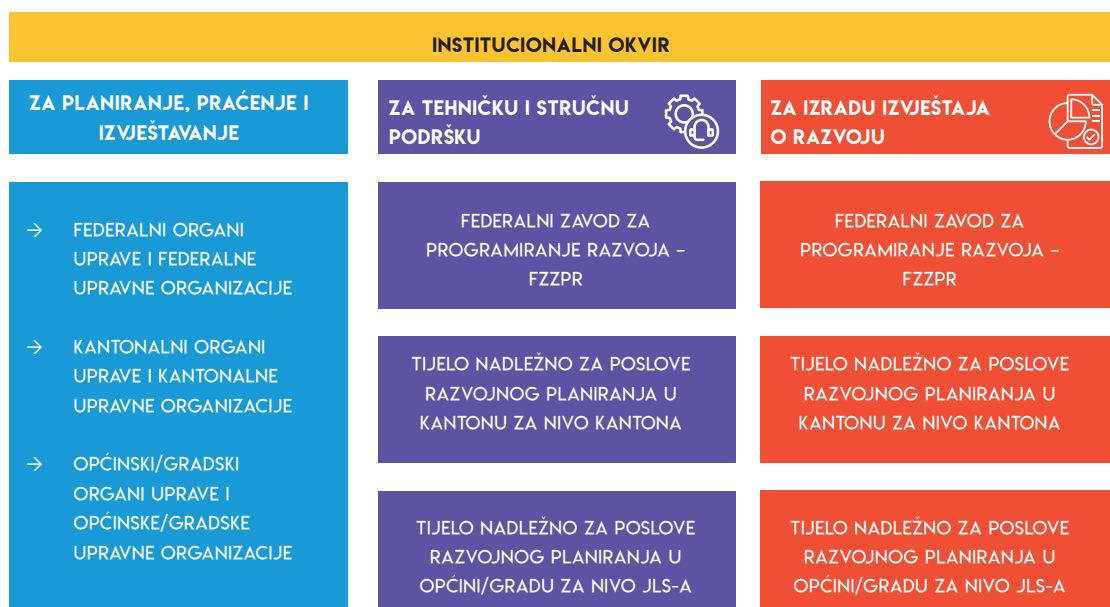 INSTITUCIONALNI OKVIR
ZA PLANIRANJE, PRAĆENJE I
IZVJEŠTAVANJE
→ FEDERALNI ORGANI
UPRAVE I FEDERALNE
UPRAVNE ORGANIZACIJE
→ KANTONALNI ORGANI
UPRAVE I KANTONALNE
UPRAVNE ORGANIZACIJE
→ OPĆINSKI/GRADSKI
ORGANI UPRAVE I
OPĆINSKE/GRADSKE
UPRAVNE ORGANIZACIJE
ZA TEHNIČKU I STRUČNU
PODRŠKU
FEDERALNI ZAVOD ZA
PROGRAMIRANJE RAZVOJA –
FZZPR
TIJELO NADLEŽNO ZA POSLOVE
RAZVOJNOG PLANIRANJA U
KANTONU ZA NIVO KANTONA
TIJELO NADLEŽNO ZA POSLOVE
RAZVOJNOG PLANIRANJA U
OPĆINI/GRADU ZA NIVO JLS-A
ZA IZRADU IZVJEŠTAJA
O RAZVOJU
FEDERALNI ZAVOD ZA
PROGRAMIRANJE RAZVOJA –
FZZPR
TIJELO NADLEŽNO ZA POSLOVE
RAZVOJNOG PLANIRANJA U
KANTONU ZA NIVO KANTONA
TIJELO NADLEŽNO ZA POSLOVE
RAZVOJNOG PLANIRANJA U
OPĆINI/GRADU ZA NIVO JLS-A